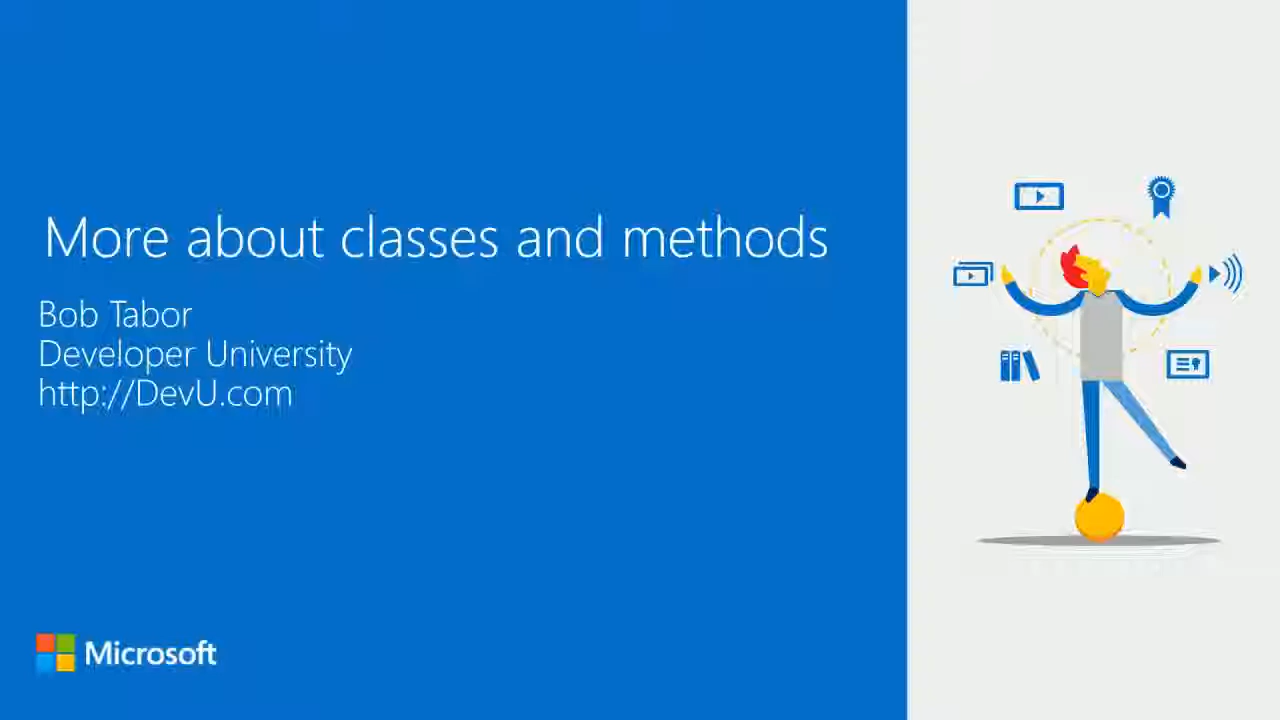 More about classes and methods
Bob Tabor
Developer University
http://DevU.com
Microsoft